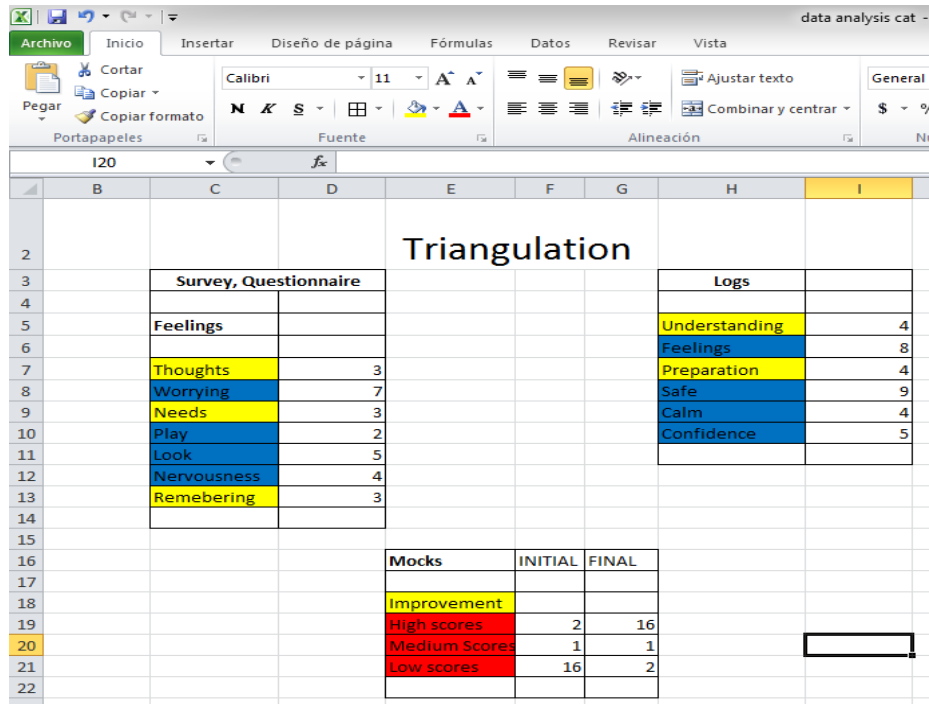 data analysis cat -
Archivo Inicio Insertar Diseño de página Fórmulas Datos Revisar Vista
Cortar
Copiar
Copiar formato
Pegar
Calibri 11
N K S
A A A
Ajustar texto
Combinar y centrar
General
$ %
Portapapeles Fuente Alineación
I20 fx
B C D E F G H I
2 Triangulation
3 Survey, Questionnaire Logs
4
5 Feelings Understanding 4
6 Feelings 8
7 Thoughts 3 Preparation 4
8 Worrying 7 Safe 9
9 Needs 3 Calm 4
10 Play 2 Confidence 5
11 Look 5
12 Nervousness 4
13 Remebering 3
14
15
16 Mocks INITIAL FINAL
17
18 Improvement
19 High scores 2 16
20 Medium Scores 1 1
21 Low scores 16 2
22